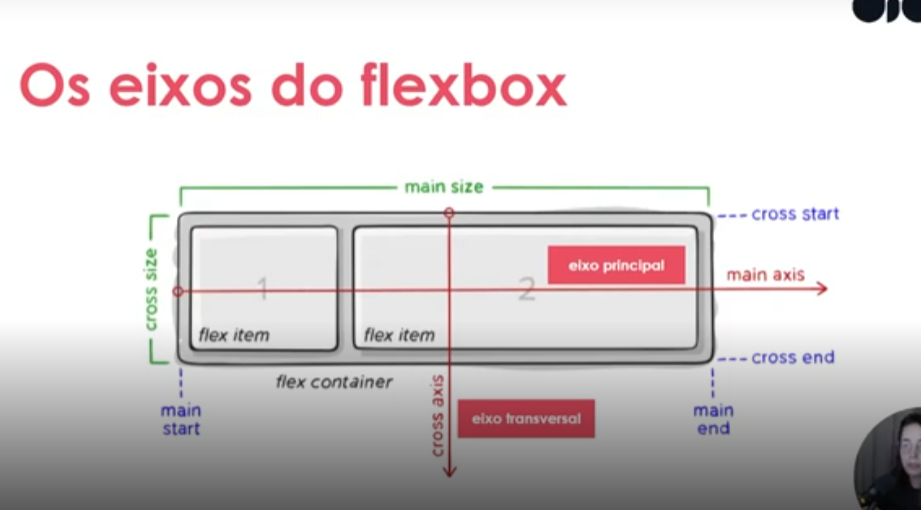 Os eixos do flexbox
main size
cross start
cross size
eixo principal
main axis
1
2
flex item
flex item
cross end
flex container
cross axis
main
start
eixo transversal
main
end